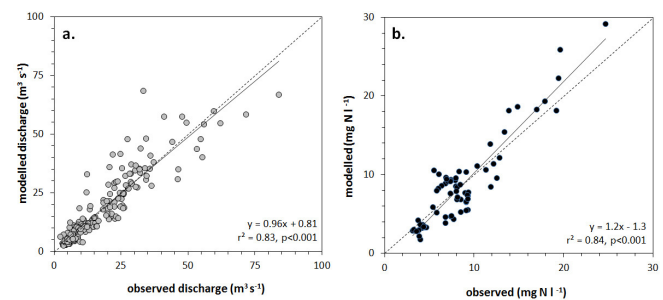 a.
modelled discharge (m³ s⁻¹)
100
75
50
25
0
0 25 50 75 100
observed discharge (m³ s⁻¹)
y = 0.96x + 0.81
r² = 0.83, p<0.001
b.
modelled (mg N l⁻¹)
30
20
10
0
0 10 20 30
observed (mg N l⁻¹)
y = 1.2x - 1.3
r² = 0.84, p<0.001